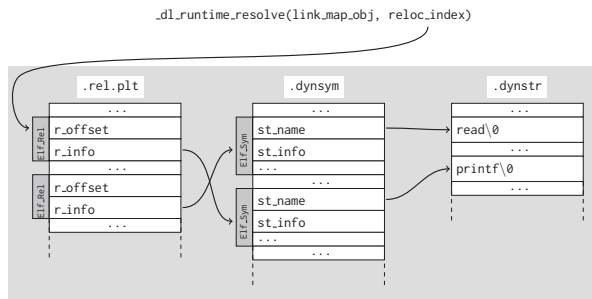 _dl_runtime_resolve(link_map_obj, reloc_index)
.rel.plt
...
Elf_Rel
r_offset
r_info
...
Elf_Rel
r_offset
r_info
...
.dynsym
...
Elf_Sym
st_name
st_info
...
...
Elf_Sym
st_name
st_info
...
...
.dynstr
...
read\0
...
printf\0
...